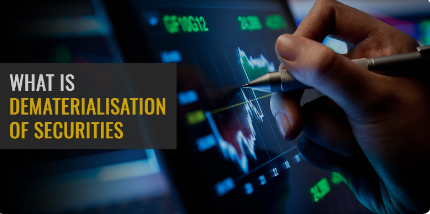 WHAT IS
DEMATERIALISATION
OF SECURITIES